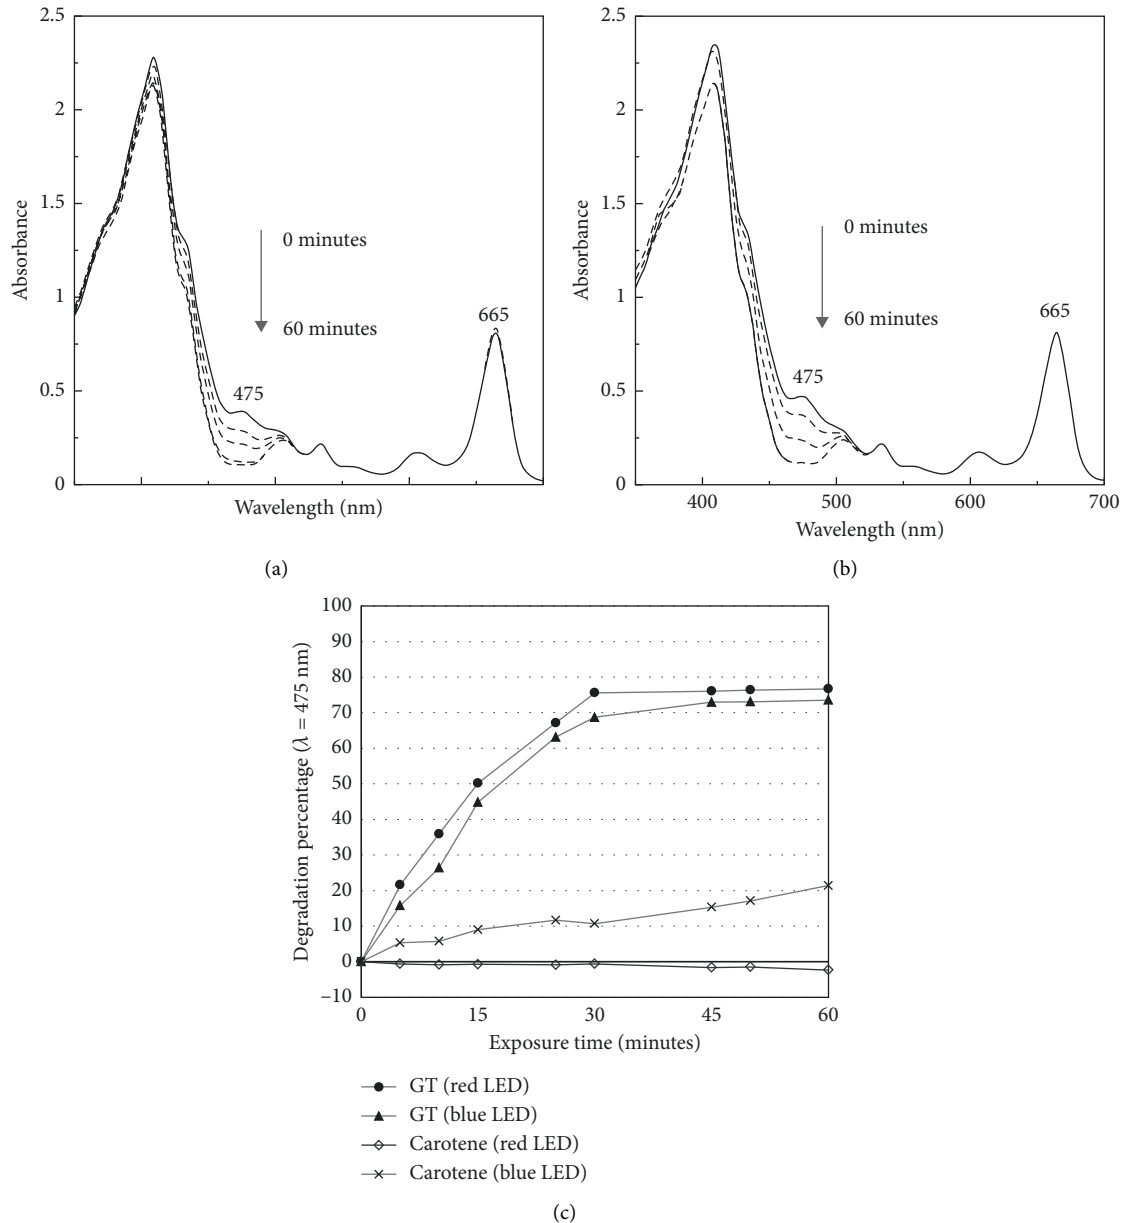 2.5
2
1.5
1
0.5
0
Absorbance
0 minutes
60 minutes
475
665
Wavelength (nm)
(a)
2.5
2
1.5
1
0.5
0
Absorbance
0 minutes
60 minutes
475
665
400 500 600 700
Wavelength (nm)
(b)
100
90
80
70
60
50
40
30
20
10
0
−10
Degradation percentage (λ = 475 nm)
0 15 30 45 60
Exposure time (minutes)
GT (red LED)
GT (blue LED)
Carotene (red LED)
Carotene (blue LED)
(c)